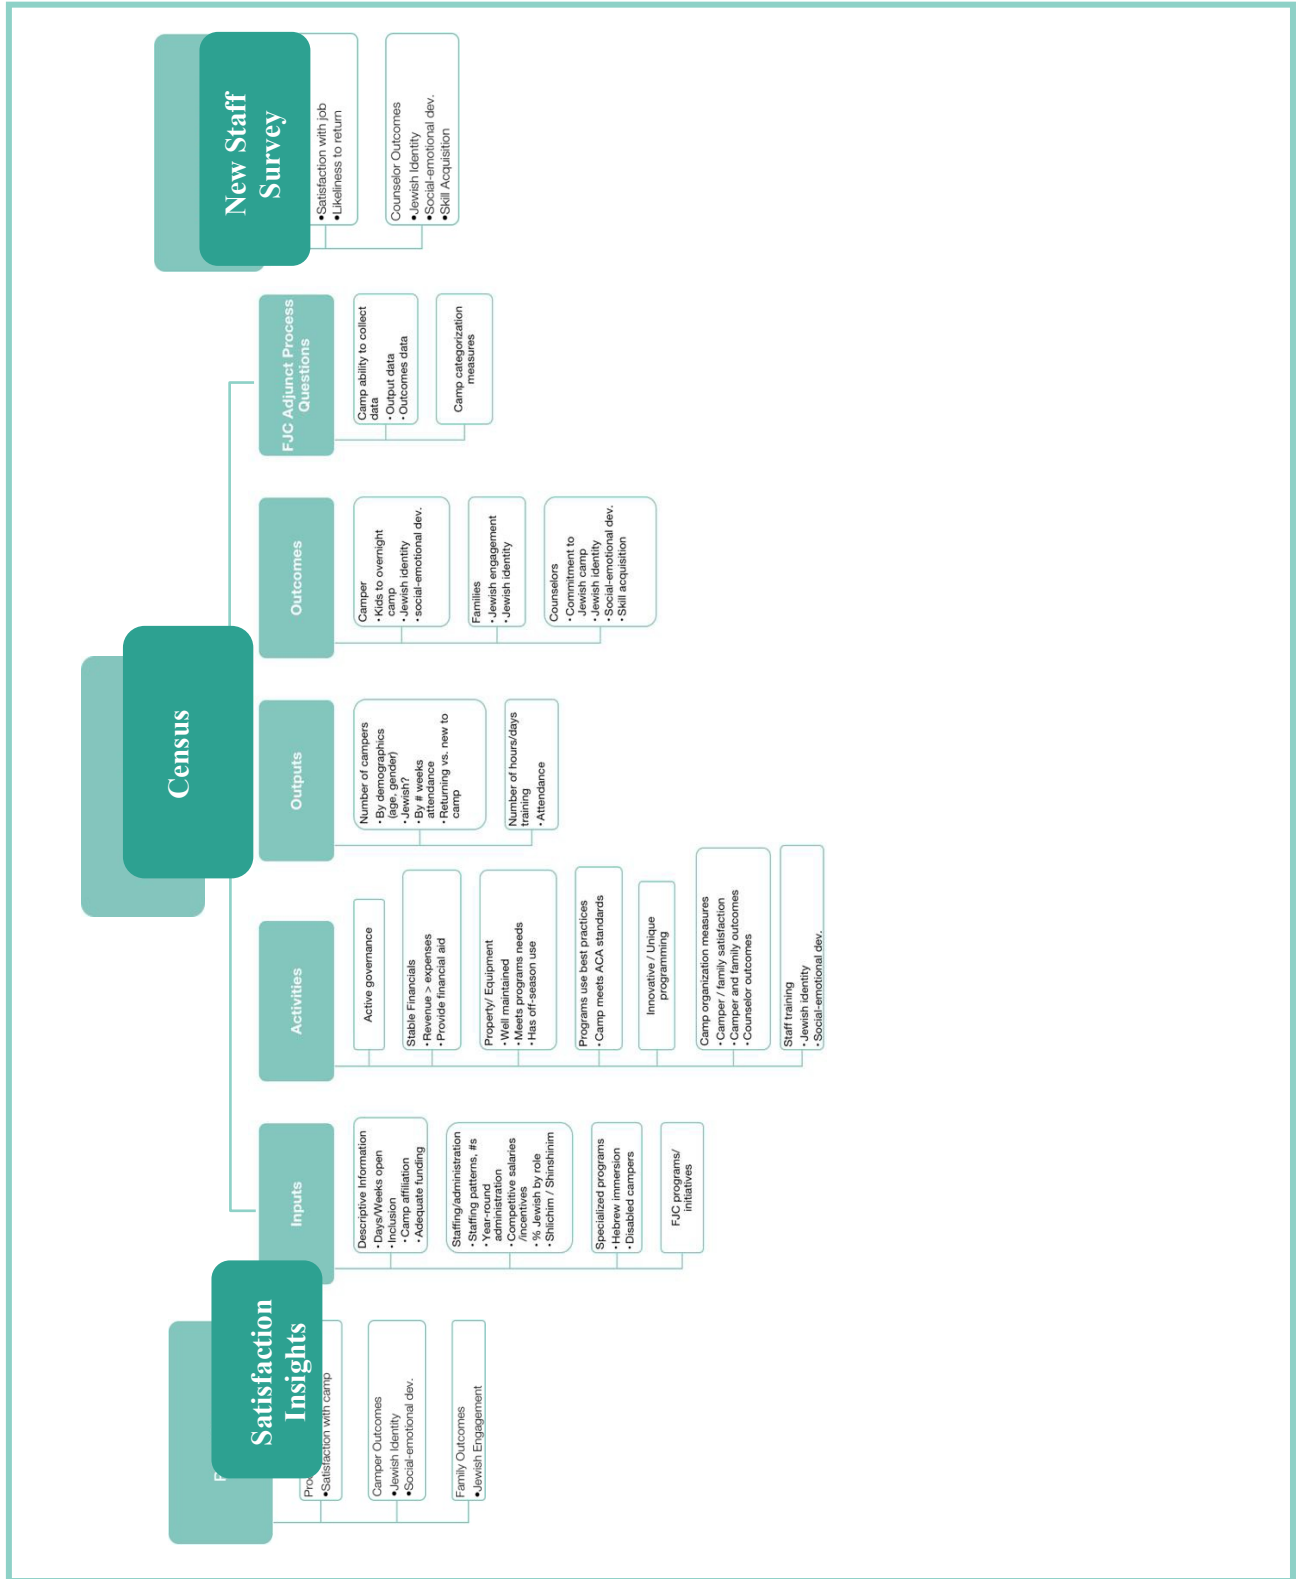 Satisfaction
Insights
•Satisfaction with camp
Camper Outcomes
•Jewish Identity
•Social-emotional dev.
Family Outcomes
•Jewish Engagement
Census
Inputs
Descriptive Information
• Days/Weeks open
• Inclusion
• Camp affiliation
• Adequate funding
Staffing/administration
• Staffing patterns, #s
• Year-round
administration
• Competitive salaries
/incentives
• % Jewish by role
• Shlichim / Shinshinim
Specialized programs
• Hebrew immersion
• Disabled campers
FJC programs/
initiatives
Activities
Active governance
Stable Financials
• Revenue > expenses
• Provide financial aid
Property/ Equipment
• Well maintained
• Meets programs needs
• Has off-season use
Programs use best practices
• Camp meets ACA standards
Innovative / Unique
programming
Camp organization measures
• Camper / family satisfaction
• Camper and family outcomes
• Counselor outcomes
Staff training
• Jewish identity
• Social-emotional dev.
Outputs
Number of campers
• By demographics
(age, gender)
• Jewish?
• By # weeks
attendance
• Returning vs. new to
camp
Number of hours/days
training
• Attendance
Outcomes
Camper
• Kids to overnight
camp
• Jewish identity
• social-emotional dev.
Families
• Jewish engagement
• Jewish identity
Counselors
• Commitment to
Jewish camp
• Jewish identity
• Social-emotional dev.
• Skill acquisition
FJC Adjunct Process
Questions
Camp ability to collect
data
• Output data
• Outcomes data
Camp categorization
measures
New Staff
Survey
•Satisfaction with job
•Likeliness to return
Counselor Outcomes
•Jewish Identity
•Social-emotional dev.
•Skill Acquisition